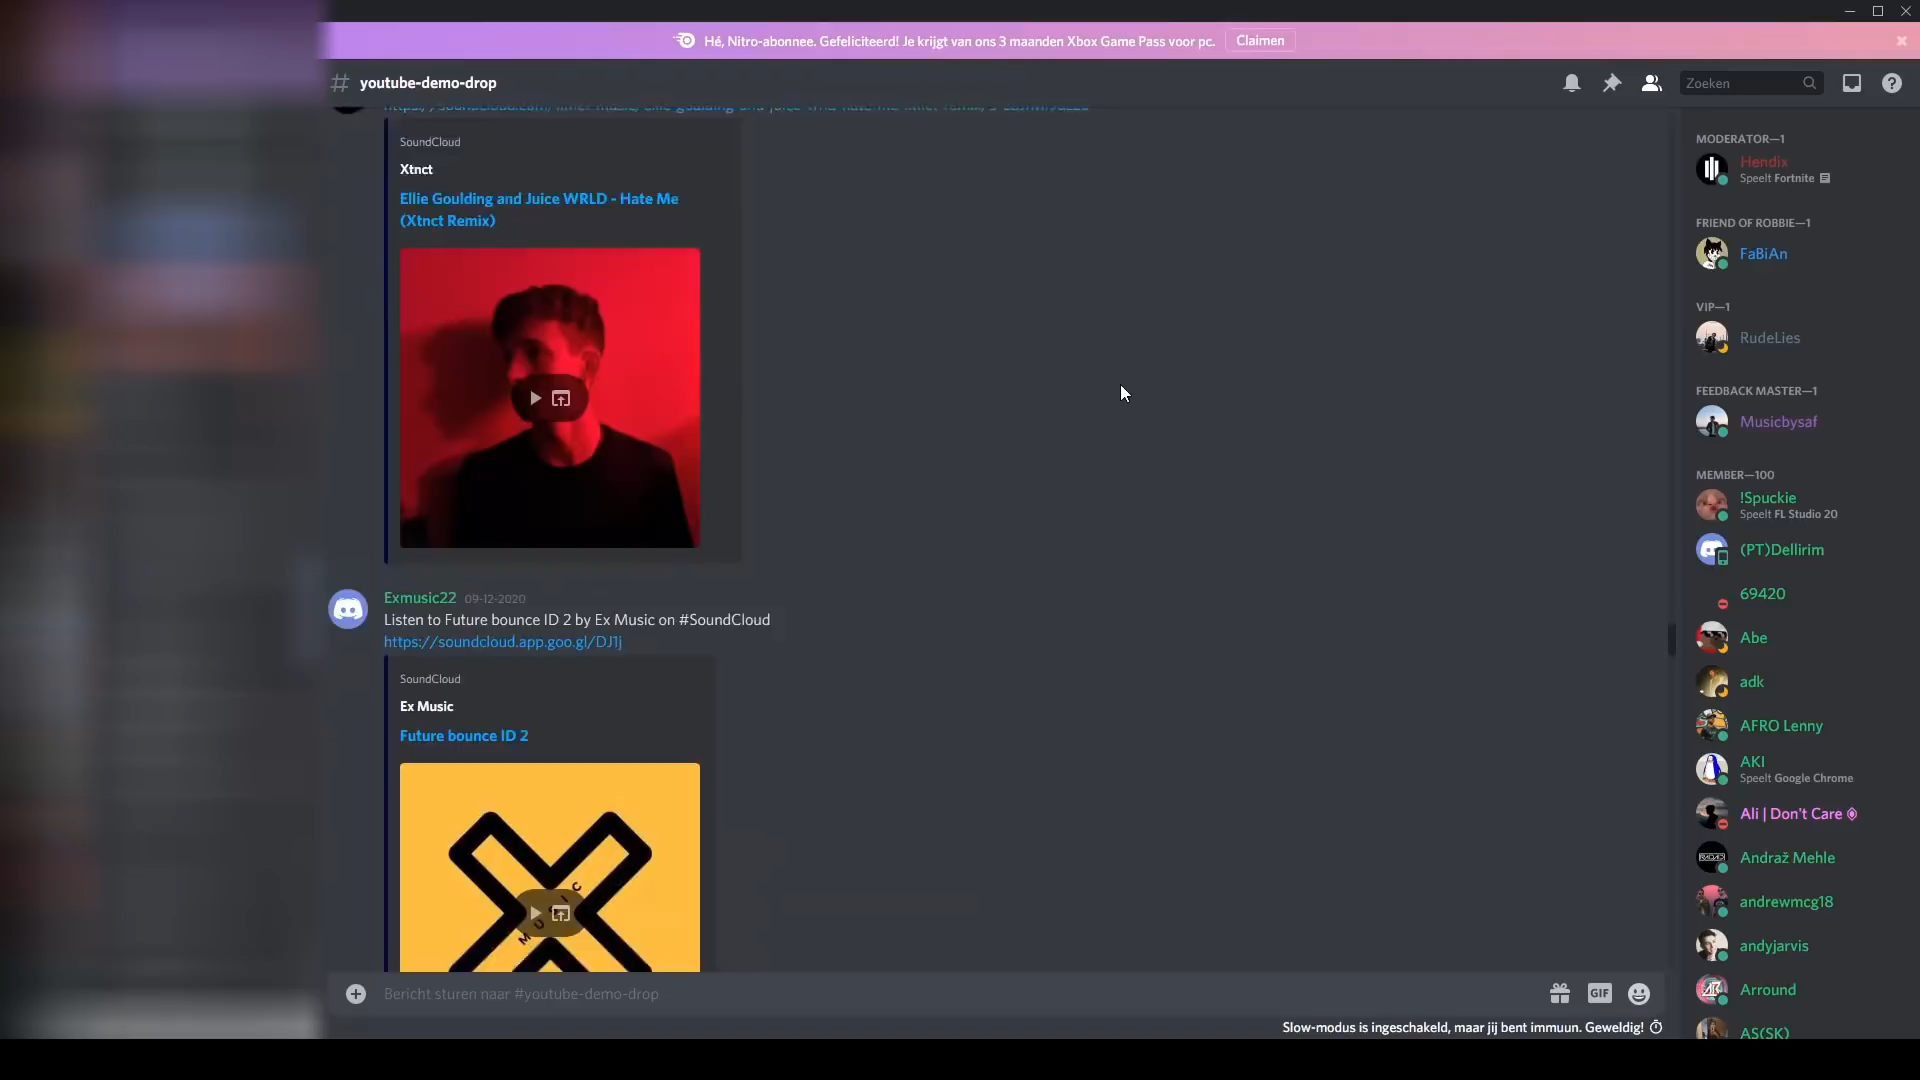 Hé, Nitro-abonnee. Gefeliciteerd! Je krijgt van ons 3 maanden Xbox Game Pass voor pc.
Claimen
# youtube-demo-drop
Zoeken
SoundCloud
Xtnct
Ellie Goulding and Juice WRLD - Hate Me
(Xtnct Remix)
Exmusic22 09-12-2020
Listen to Future bounce ID 2 by Ex Music on #SoundCloud
https://soundcloud.app.goo.gl/DJ1j
SoundCloud
Ex Music
Future bounce ID 2
MUSIC
Bericht sturen naar #youtube-demo-drop
GIF
Slow-modus is ingeschakeld, maar jij bent immuun. Geweldig!
MODERATOR—1
Hendix
Speelt Fortnite
FRIEND OF ROBBIE—1
FaBiAn
VIP—1
RudeLies
FEEDBACK MASTER—1
Musicbysaf
MEMBER—100
!Spuckie
Speelt FL Studio 20
(PT)Dellirim
69420
Abe
adk
AFRO Lenny
AKI
Speelt Google Chrome
Ali | Don't Care
Andraž Mehle
andrewmcg18
andyjarvis
Arround
AS(SK)